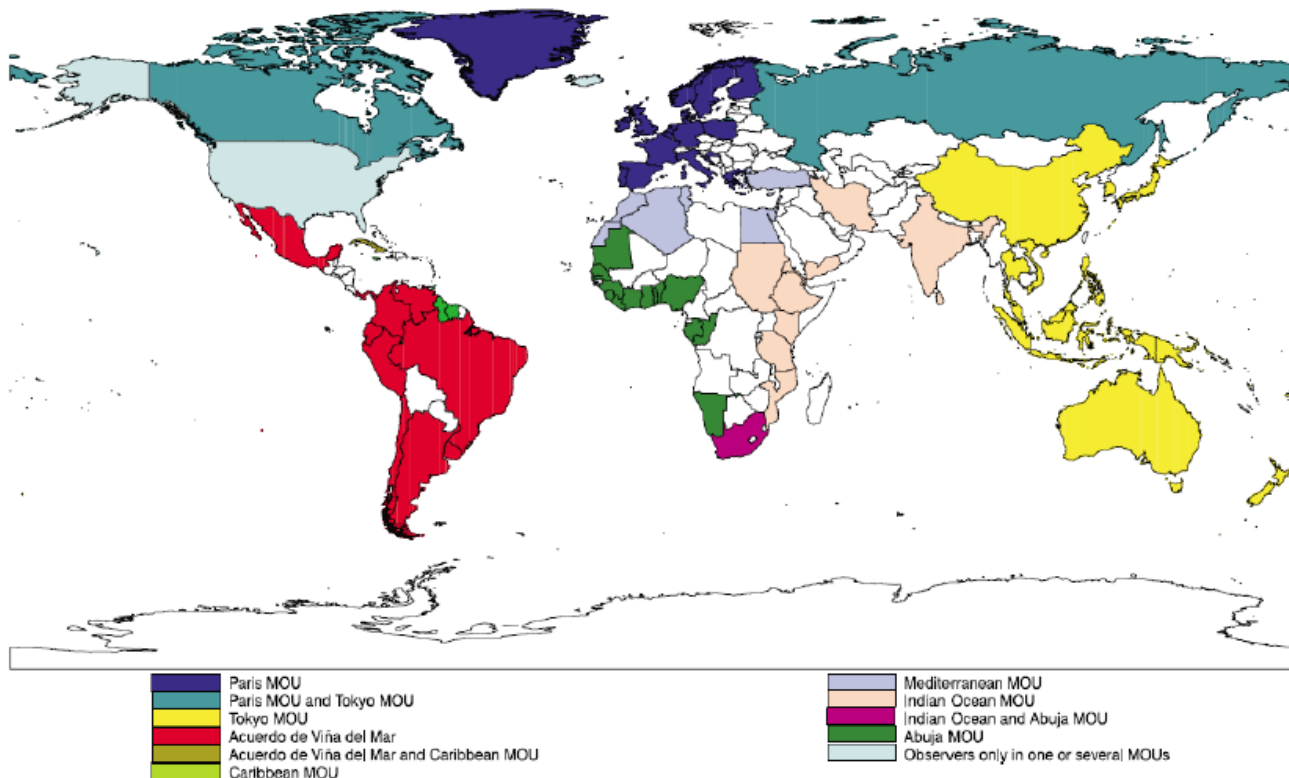 Paris MOU
Paris MOU and Tokyo MOU
Tokyo MOU
Acuerdo de Viña del Mar
Acuerdo de Viña del Mar and Caribbean MOU
Caribbean MOU
Mediterranean MOU
Indian Ocean MOU
Indian Ocean and Abuja MOU
Abuja MOU
Observers only in one or several MOUs